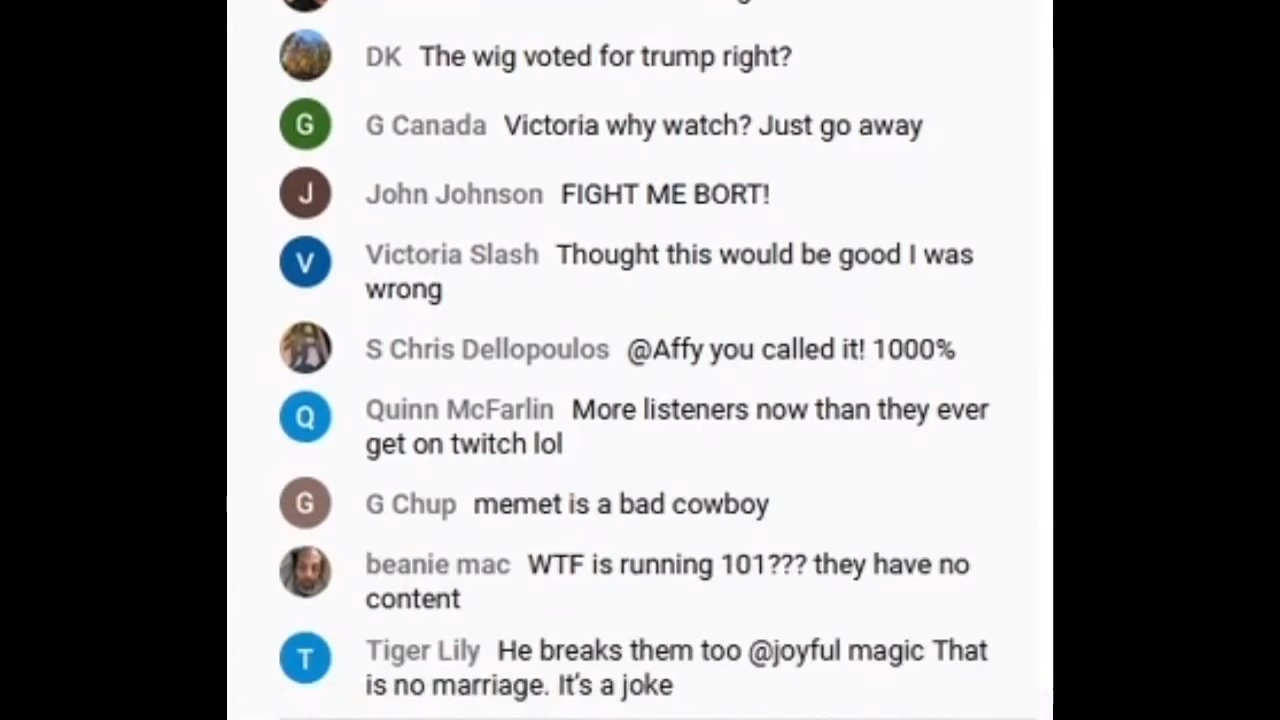 DK The wig voted for trump right?
G G Canada Victoria why watch? Just go away
J John Johnson FIGHT ME BORT!
V Victoria Slash Thought this would be good I was
wrong
S Chris Dellopoulos @Affy you called it! 1000%
Q Quinn McFarlin More listeners now than they ever
get on twitch lol
G G Chup memet is a bad cowboy
beanie mac WTF is running 101??? they have no
content
T Tiger Lily He breaks them too @joyful magic That
is no marriage. It's a joke